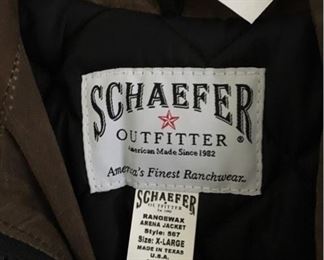 SCHAEFER
OUTFITTER®
American Made Since 1982
America's Finest Ranchwear™
SCHAEFER
OUTFITTER
RANGEWAX
ARENA JACKET
Style: 567
Size: X-LARGE
MADE IN TEXAS
U.S.A.